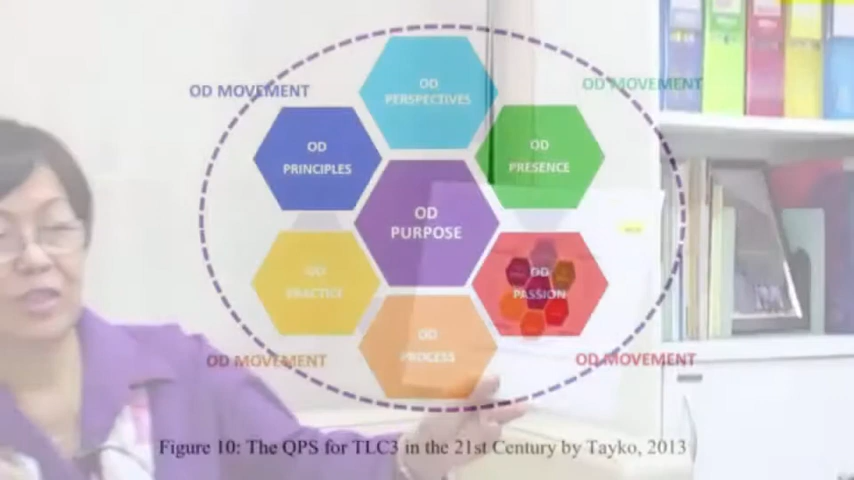 OD MOVEMENT
OD MOVEMENT
OD
PERSPECTIVES
OD
PRINCIPLES
OD
PRESENCE
OD
PURPOSE
OD
PRACTICE
OD
PASSION
OD
PROCESS
OD MOVEMENT
OD MOVEMENT
Figure 10: The QPS for TLC3 in the 21st Century by Tayko, 2013